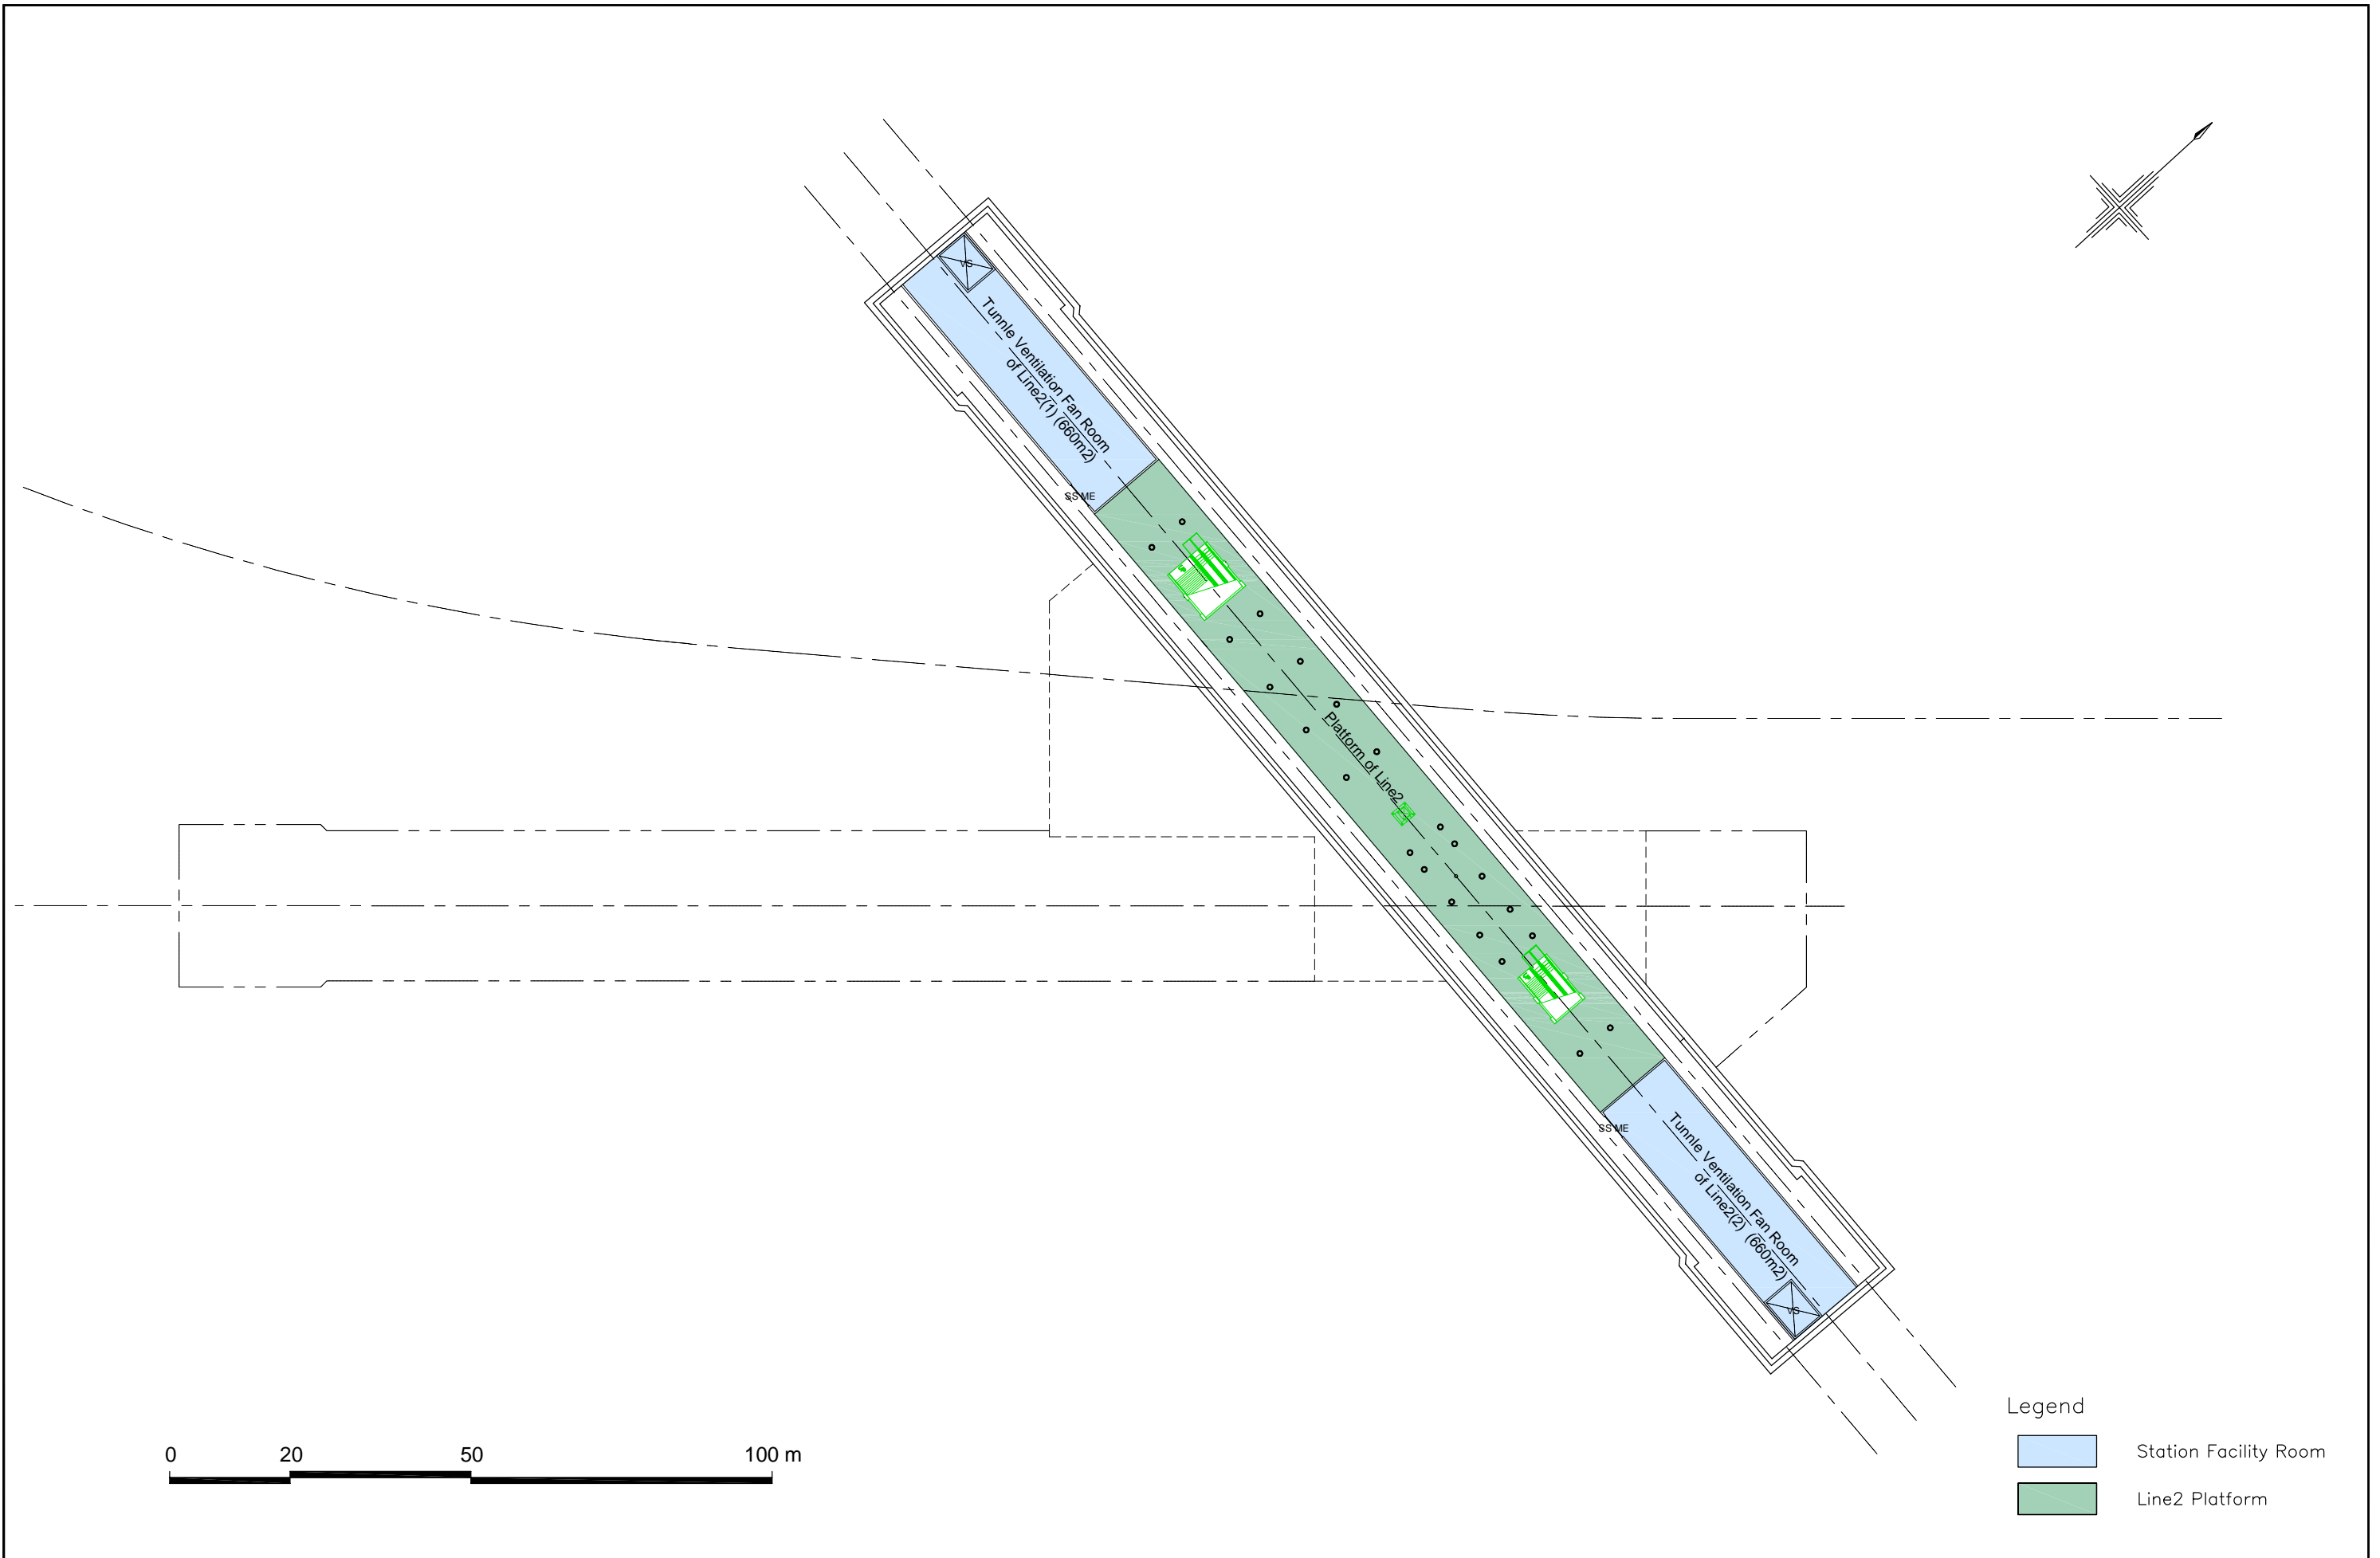 VS
Tunnle Ventilation Fan Room
of Line2(1) (660m2)
SS ME
Platform of Line2
SS ME
Tunnle Ventilation Fan Room
of Line2(2) (660m2)
VS
Legend
Station Facility Room
Line2 Platform
0 20 50 100 m